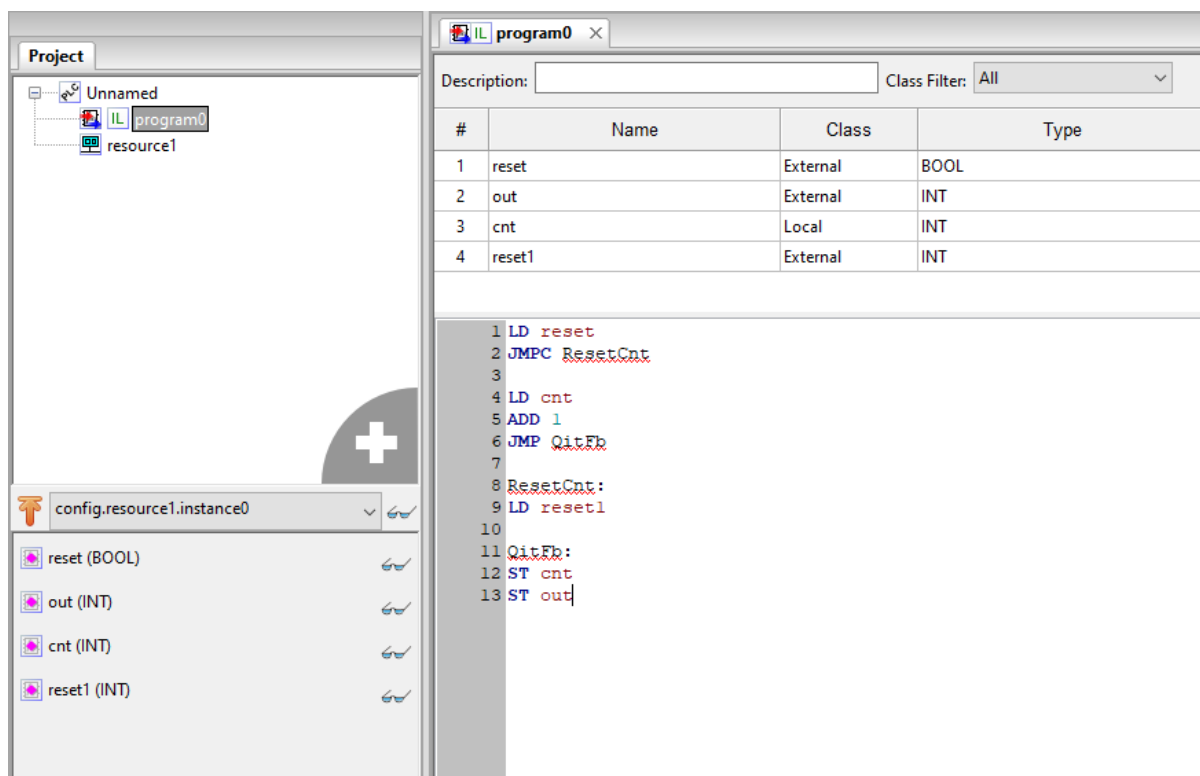 Project
Unnamed
IL program0
resource1
config.resource1.instance0
reset (BOOL)
out (INT)
cnt (INT)
reset1 (INT)
IL program0
Description: Class Filter: All
# Name Class Type
1 reset External BOOL
2 out External INT
3 cnt Local INT
4 reset1 External INT
1 LD reset
2 JMPC ResetCnt
3
4 LD cnt
5 ADD 1
6 JMP QitFb
7
8 ResetCnt:
9 LD reset1
10
11 QitFb:
12 ST cnt
13 ST out